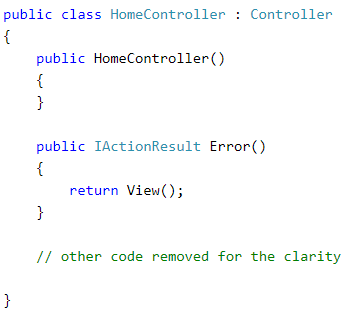 public class HomeController : Controller
{
    public HomeController()
    {
    }

    public IActionResult Error()
    {
        return View();
    }

    // other code removed for the clarity

}